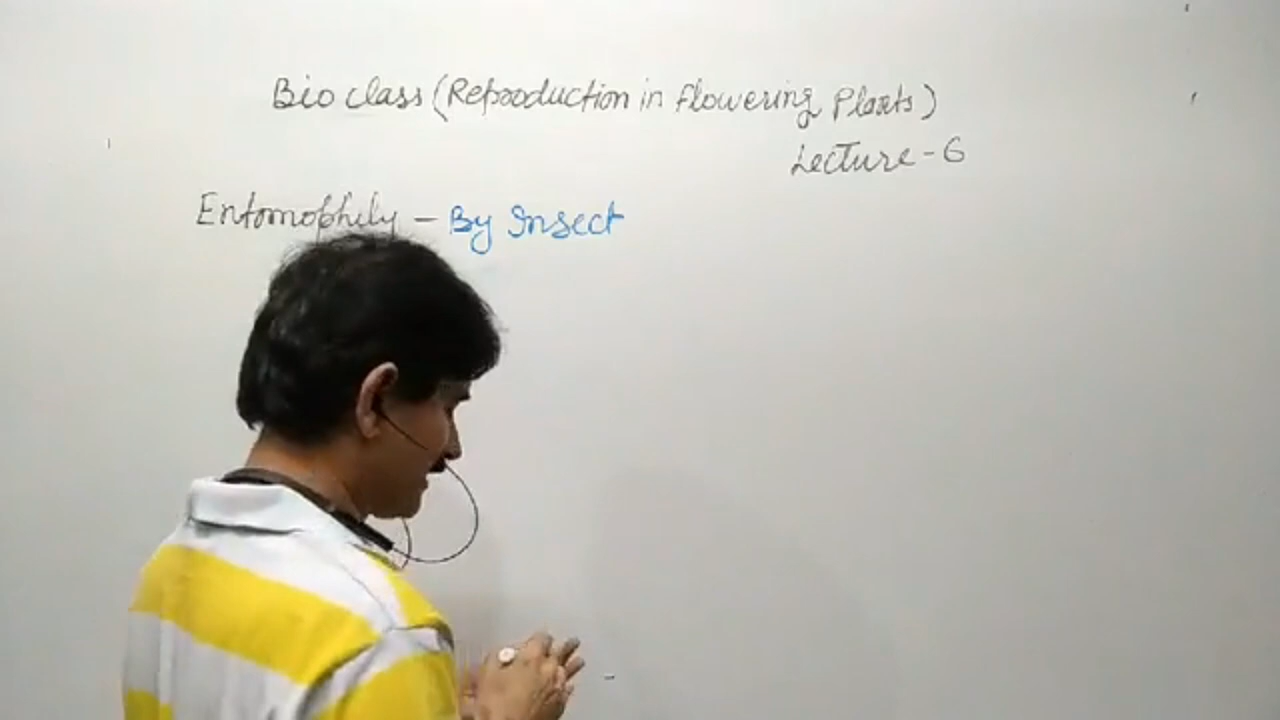 Bio class (Reproduction in flowering Plants)
Lecture-6
Entomophily - By Insect